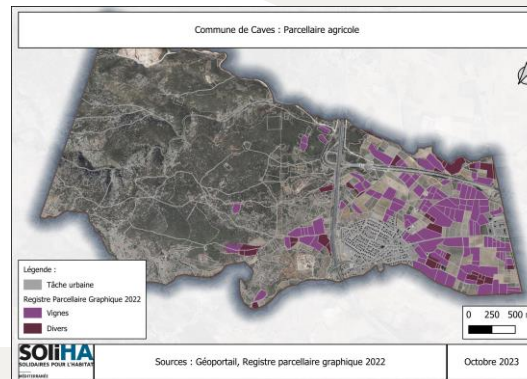 Commune de Caves : Parcellaire agricole
Légende :
Tâche urbaine
Registre Parcellaire Graphique 2022
Vignes
Divers
0 250 500 m
SOLiHA
SOLIDAIRES POUR L'HABITAT
MÉDITERRANÉE
Sources : Géoportail, Registre parcellaire graphique 2022
Octobre 2023